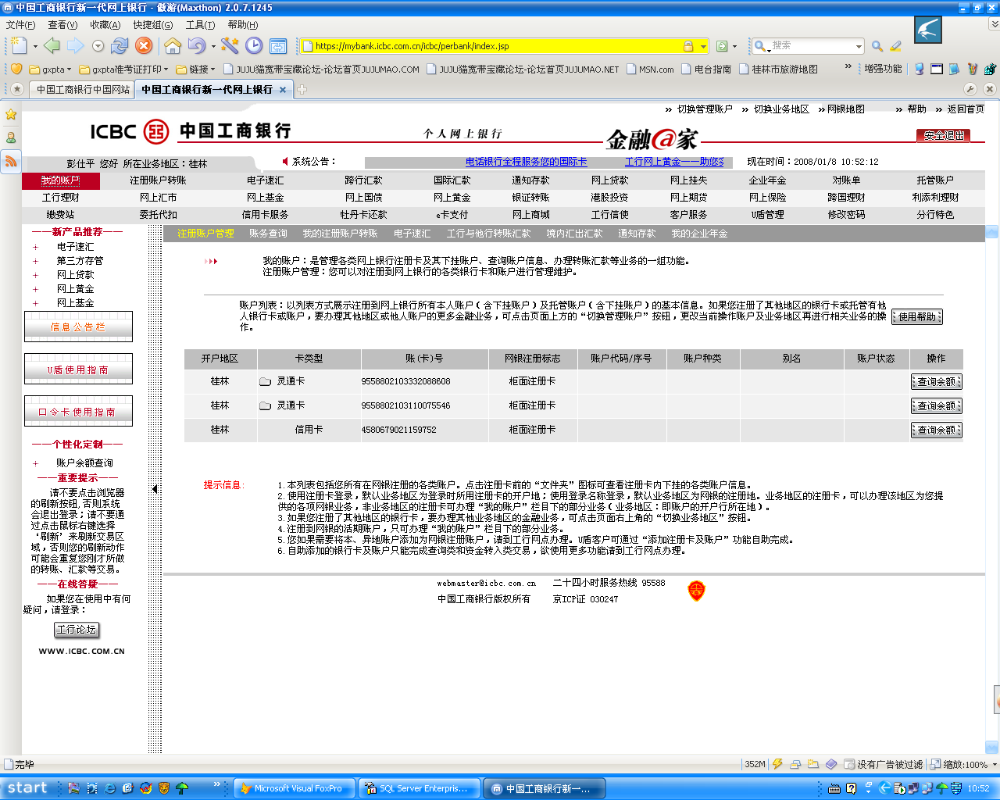 中国工商银行新一代网上银行 - 傲游(Maxthon) 2.0.7.1245
文件(F) 查看(V) 收藏(A) 快捷组(G) 工具(T) 帮助(H)
https://mybank.icbc.com.cn/icbc/perbank/index.jsp 搜索
gxpta gxpta准考证打印 链接 JUJU猫宽带宝藏论坛-论坛首页JUJUMAO.COM JUJU猫宽带宝藏论坛-论坛首页JUJUMAO.NET MSN.com 电台指南 桂林市旅游地图 » 增强功能
中国工商银行中国网站 中国工商银行新一代网上银行
» 切换管理账户 » 切换业务地区 » 网银地图 » 帮助 » 返回首页
ICBC 中国工商银行 个人网上银行 金融@家 安全退出
彭仕平 您好 所在业务地区：桂林 系统公告： 电话银行全程服务您的国际卡 工行网上黄金一一助您 现在时间：2008/01/8 10:52:12
我的账户 注册账户转账 电子速汇 跨行汇款 国际汇款 通知存款 网上贷款 网上挂失 企业年金 对账单 托管账户
工行理财 网上汇市 网上基金 网上国债 网上黄金 银证转账 港股投资 网上期货 网上保险 跨国理财 利添利理财
缴费站 委托代扣 信用卡服务 牡丹卡还款 e卡支付 网上商城 工行信使 客户服务 U盾管理 修改密码 分行特色
一一新产品推荐一一
电子速汇
第三方存管
网上贷款
网上黄金
网上基金
信息公告栏
U盾使用指南
口令卡使用指南
一一个性化定制一一
账户余额查询
一一重要提示一一
请不要点击浏览器
的刷新按钮,否则系统
会退出登录；请不要通
过点击鼠标右键选择
‘刷新’来刷新交易区
域，否则您的刷新动作
可能会重复您刚才所做
的转账、汇款等交易。
一一在线答疑一一
如果您在使用中有何
疑问，请登录：
工行论坛
WWW.ICBC.COM.CN
注册账户管理 账务查询 我的注册账户转账 电子速汇 工行与他行转账汇款 境内汇出汇款 通知存款 我的企业年金
我的账户：是管理各类网上银行注册卡及其下挂账户、查询账户信息、办理转账汇款等业务的一组功能。
注册账户管理：您可以对注册到网上银行的各类银行卡和账户进行管理维护。
账户列表：以列表方式展示注册到网上银行所有本人账户(含下挂账户)及托管账户(含下挂账户)的基本信息。如果您注册了其他地区的银行卡或托管有他
人银行卡或账户，要办理其他地区或他人账户的更多金融业务，可点击页面上方的“切换管理账户”按钮，更改当前操作账户及业务地区再进行相关业务的操
作。
使用帮助
开户地区 卡类型 账(卡)号 网银注册标志 账户代码/序号 账户种类 别名 账户状态 操作
桂林 灵通卡 9558802103332088608 柜面注册卡 查询余额
桂林 灵通卡 9558802103110075546 柜面注册卡 查询余额
桂林 信用卡 4580679021159752 柜面注册卡 查询余额
提示信息: 1. 本列表包括您所有在网银注册的各类账户。点击注册卡前的“文件夹”图标可查看注册卡内下挂的各类账户信息。
2. 使用注册卡登录，默认业务地区为登录时所用注册卡的开户地；使用登录名称登录，默认业务地区为网银的注册地。业务地区的注册卡，可以办理该地区为您提
供的各项网银业务，非业务地区的注册卡可办理“我的账户”栏目下的部分业务(业务地区：即账户的开户行所在地)。
3. 如果您注册了其他地区的银行卡，要办理其他业务地区的金融业务，可点击页面右上角的“切换业务地区”按钮。
4. 注册到网银的活期账户，只可办理“我的账户”栏目下的部分业务。
5. 您如果需要将本、异地账户添加为网银注册账户，请到工行网点办理。U盾客户可通过“添加注册卡及账户”功能自助完成。
6. 自助添加的银行卡及账户只能完成查询类和资金转入类交易，欲使用更多功能请到工行网点办理。
webmaster@icbc.com.cn 二十四小时服务热线 95588
中国工商银行版权所有 京ICP证 030247
完毕 352M 没有广告被过滤 缩放:100%
start Microsoft Visual FoxPro SQL Server Enterpris... 中国工商银行新一... 10:52